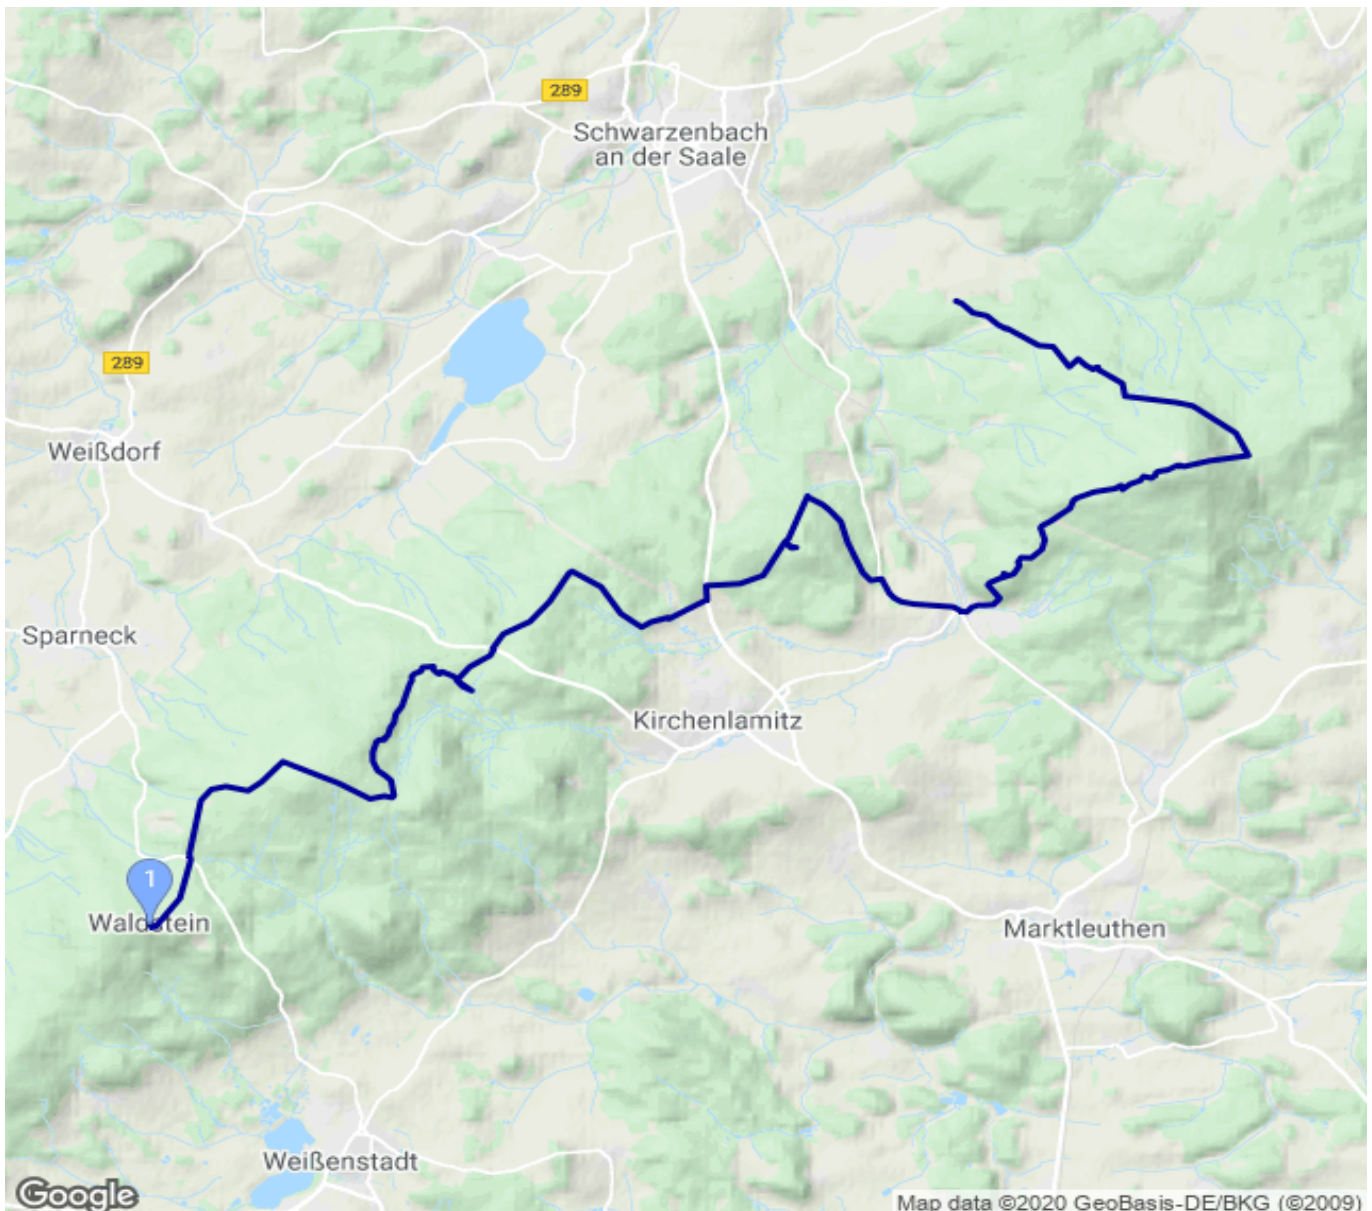 289
Schwarzenbach
an der Saale
289
Weißdorf
Sparneck
Kirchenlamitz
1
Waldstein
Marktleuthen
Weißenstadt
Google
Map data ©2020 GeoBasis-DE/BKG (©2009)